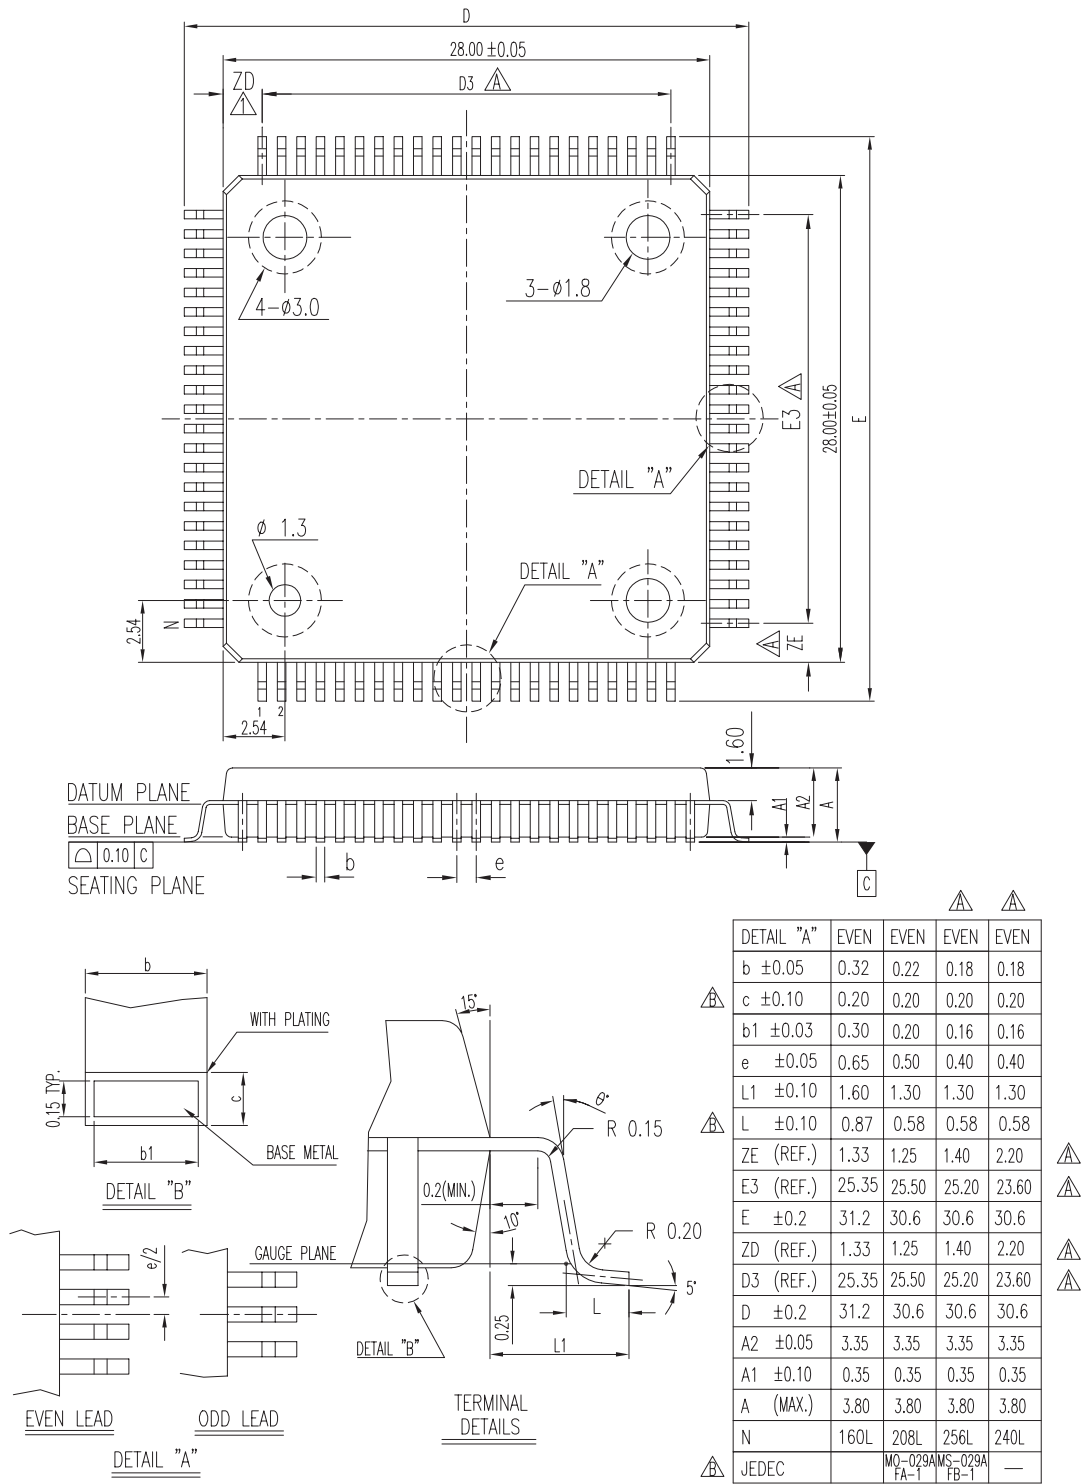 D
28.00 ±0.05
ZD
1
D3 A
4-ø3.0
3-ø1.8
E3 A
28.00±0.05
E
DETAIL "A"
ø 1.3
DETAIL "A"
2.54
N
A ZE
1 2
2.54
1.60
DATUM PLANE
BASE PLANE
0.10 C
SEATING PLANE
b
e
A1
A2
A
C
A A
DETAIL "A" EVEN EVEN EVEN EVEN
b ±0.05 0.32 0.22 0.18 0.18
B c ±0.10 0.20 0.20 0.20 0.20
b1 ±0.03 0.30 0.20 0.16 0.16
e ±0.05 0.65 0.50 0.40 0.40
L1 ±0.10 1.60 1.30 1.30 1.30
B L ±0.10 0.87 0.58 0.58 0.58
ZE (REF.) 1.33 1.25 1.40 2.20 A
E3 (REF.) 25.35 25.50 25.20 23.60 A
E ±0.2 31.2 30.6 30.6 30.6
ZD (REF.) 1.33 1.25 1.40 2.20 A
D3 (REF.) 25.35 25.50 25.20 23.60 A
D ±0.2 31.2 30.6 30.6 30.6
A2 ±0.05 3.35 3.35 3.35 3.35
A1 ±0.10 0.35 0.35 0.35 0.35
A (MAX.) 3.80 3.80 3.80 3.80
N 160L 208L 256L 240L
B JEDEC MO-029A FA-1 MS-029A FB-1 —
b
WITH PLATING
0.15 TYP.
c
b1
BASE METAL
DETAIL "B"
15°
θ°
R 0.15
0.2(MIN.)
10°
R 0.20
GAUGE PLANE
5°
0.25
L
L1
DETAIL "B"
TERMINAL
DETAILS
e/2
EVEN LEAD
ODD LEAD
DETAIL "A"